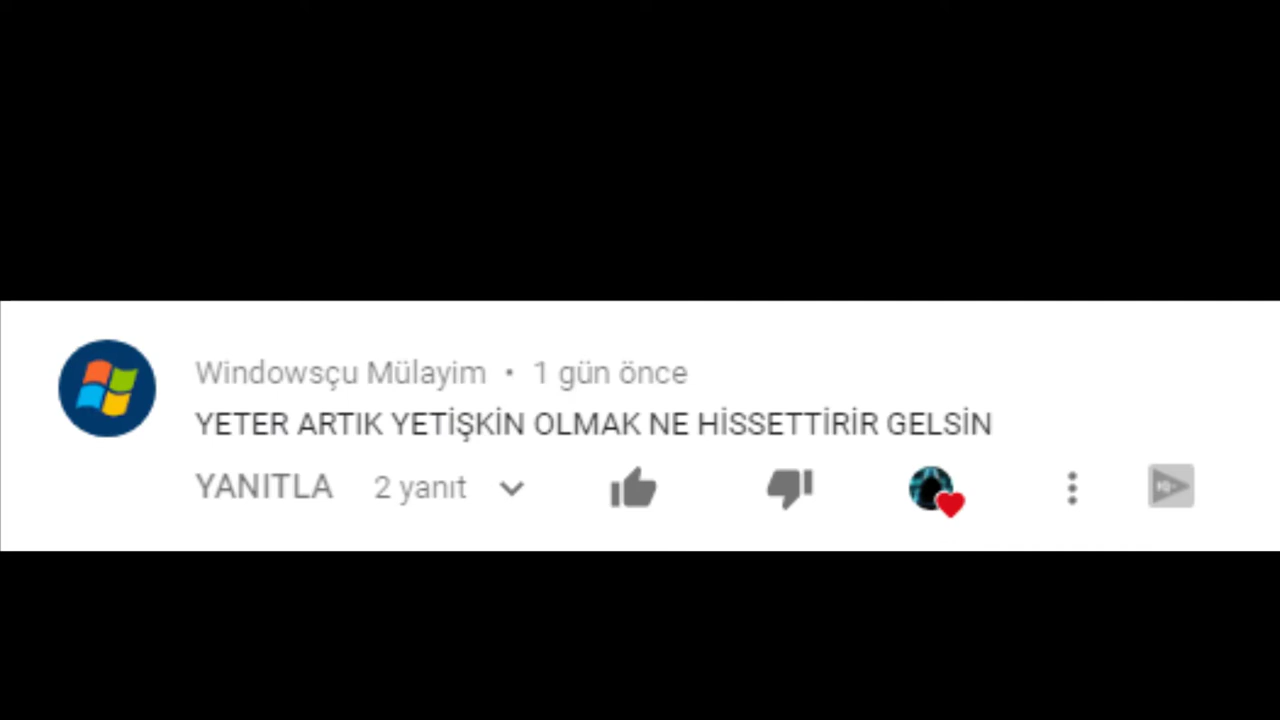 Windowsçu Mülayim • 1 gün önce
YETER ARTIK YETİŞKİN OLMAK NE HİSSETTİRİR GELSİN
YANITLA 2 yanıt